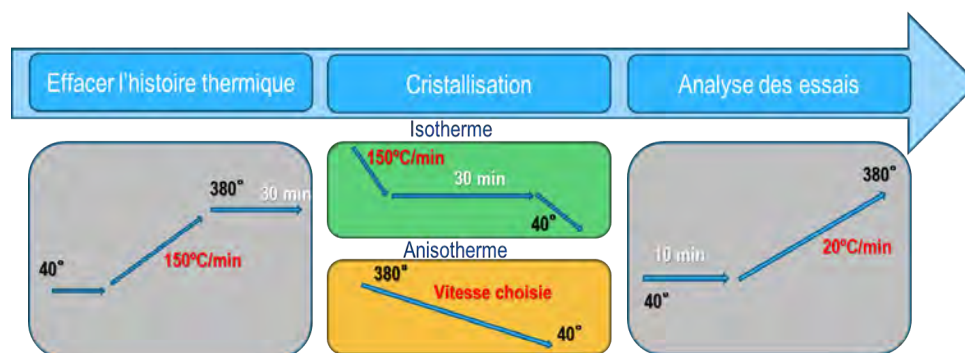 Effacer l'histoire thermique
Cristallisation
Analyse des essais
Isotherme
40°
150°C/min
380°
30 min
150°C/min
30 min
40°
Anisotherme
380°
Vitesse choisie
40°
10 min
40°
20°C/min
380°